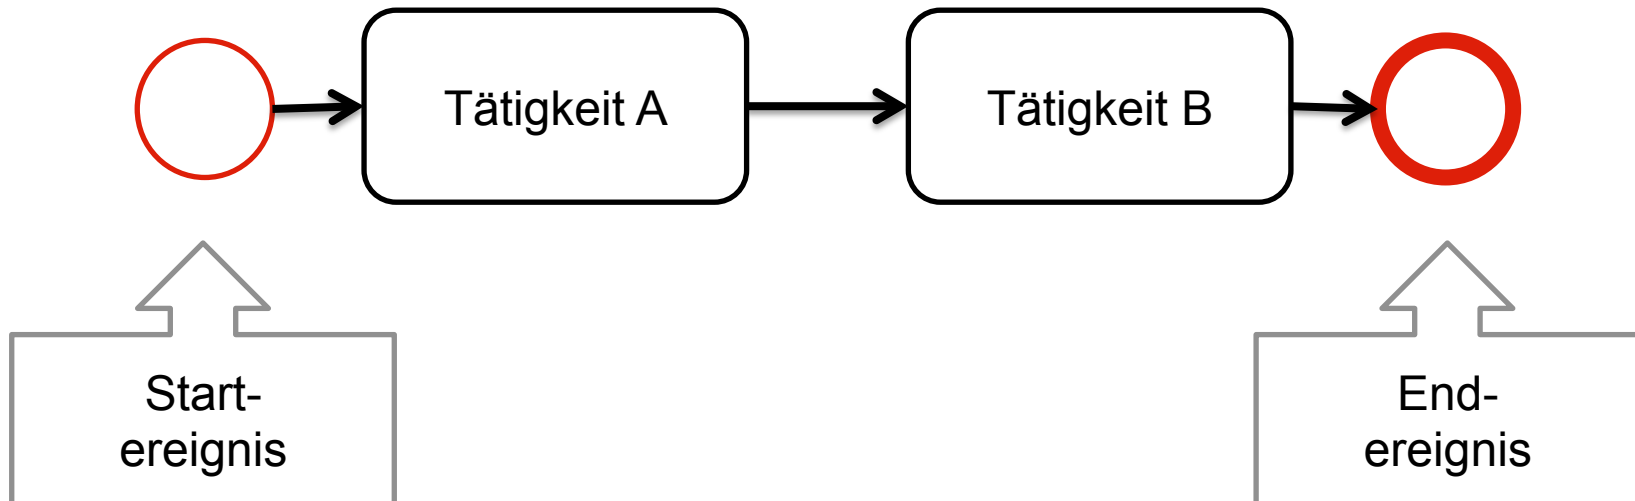 Tätigkeit A
Tätigkeit B
Start-
ereignis
End-
ereignis